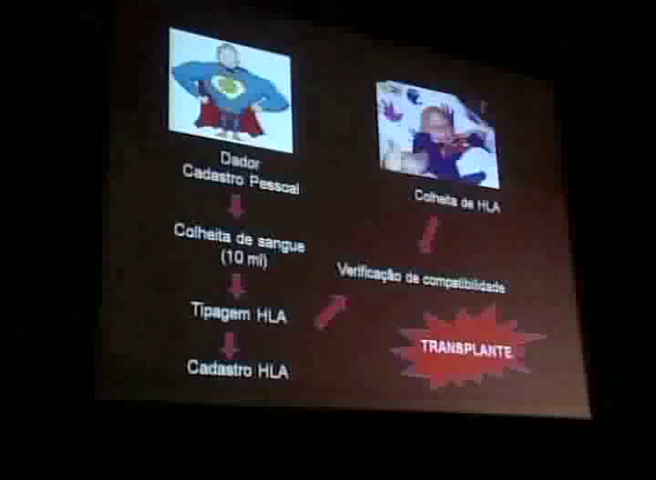 Dador
Cadastro Pessoal
Colheita de sangue
(10 ml)
Tipagem HLA
Cadastro HLA
Colheita de HLA
Verificação de compatibilidade
TRANSPLANTE